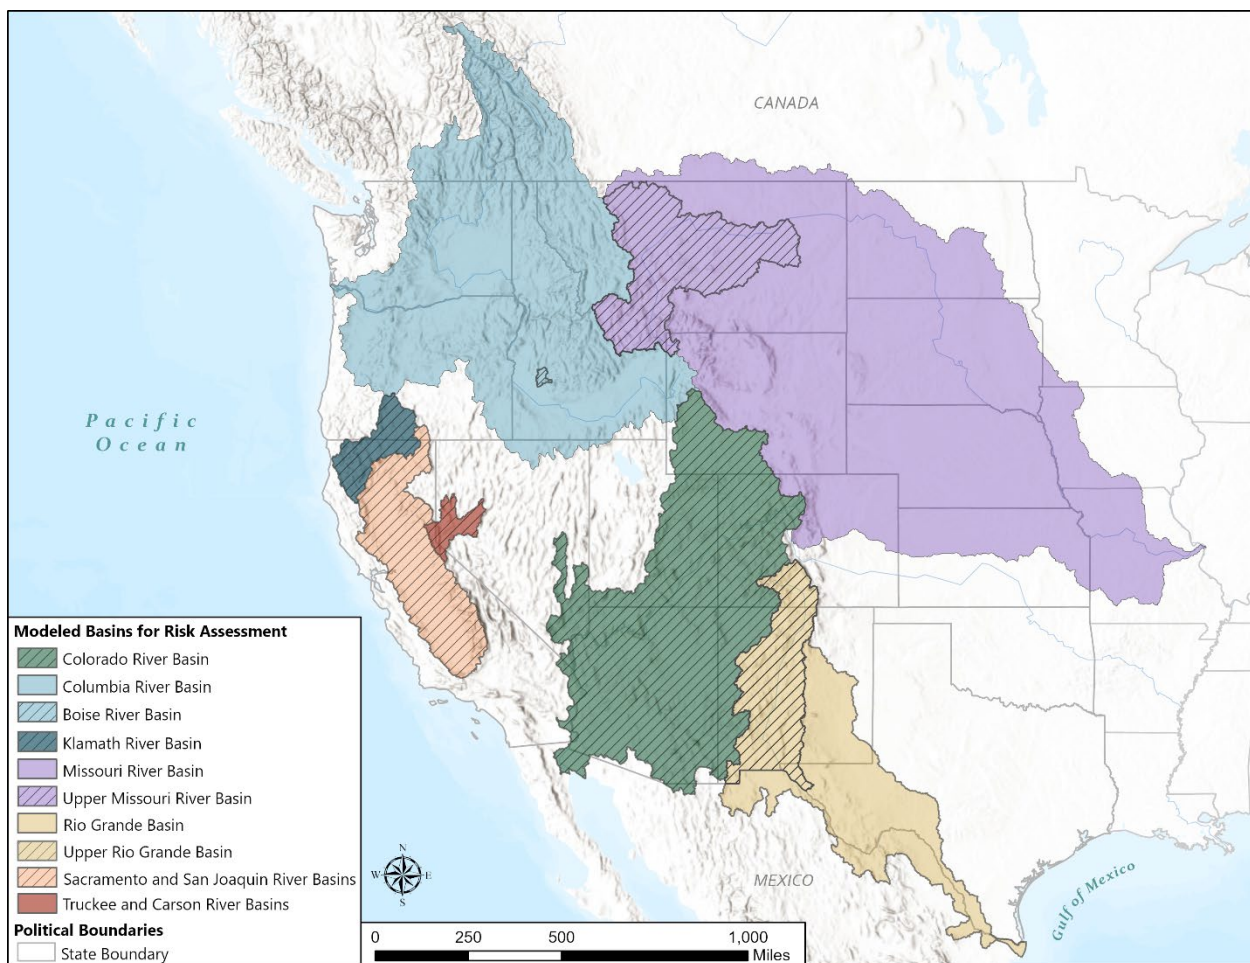 CANADA
Pacific
Ocean
MEXICO
Gulf of Mexico
Modeled Basins for Risk Assessment
Colorado River Basin
Columbia River Basin
Boise River Basin
Klamath River Basin
Missouri River Basin
Upper Missouri River Basin
Rio Grande Basin
Upper Rio Grande Basin
Sacramento and San Joaquin River Basins
Truckee and Carson River Basins
Political Boundaries
State Boundary
N
W E
S
0 250 500 1,000
Miles